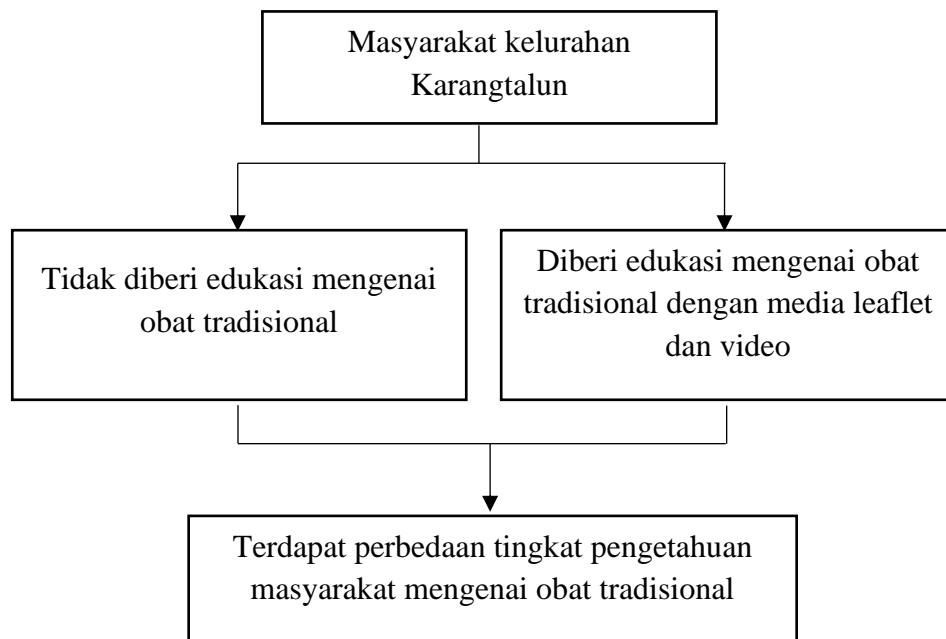 Masyarakat kelurahan
Karangtalun
Tidak diberi edukasi mengenai
obat tradisional
Diberi edukasi mengenai obat
tradisional dengan media leaflet
dan video
Terdapat perbedaan tingkat pengetahuan
masyarakat mengenai obat tradisional